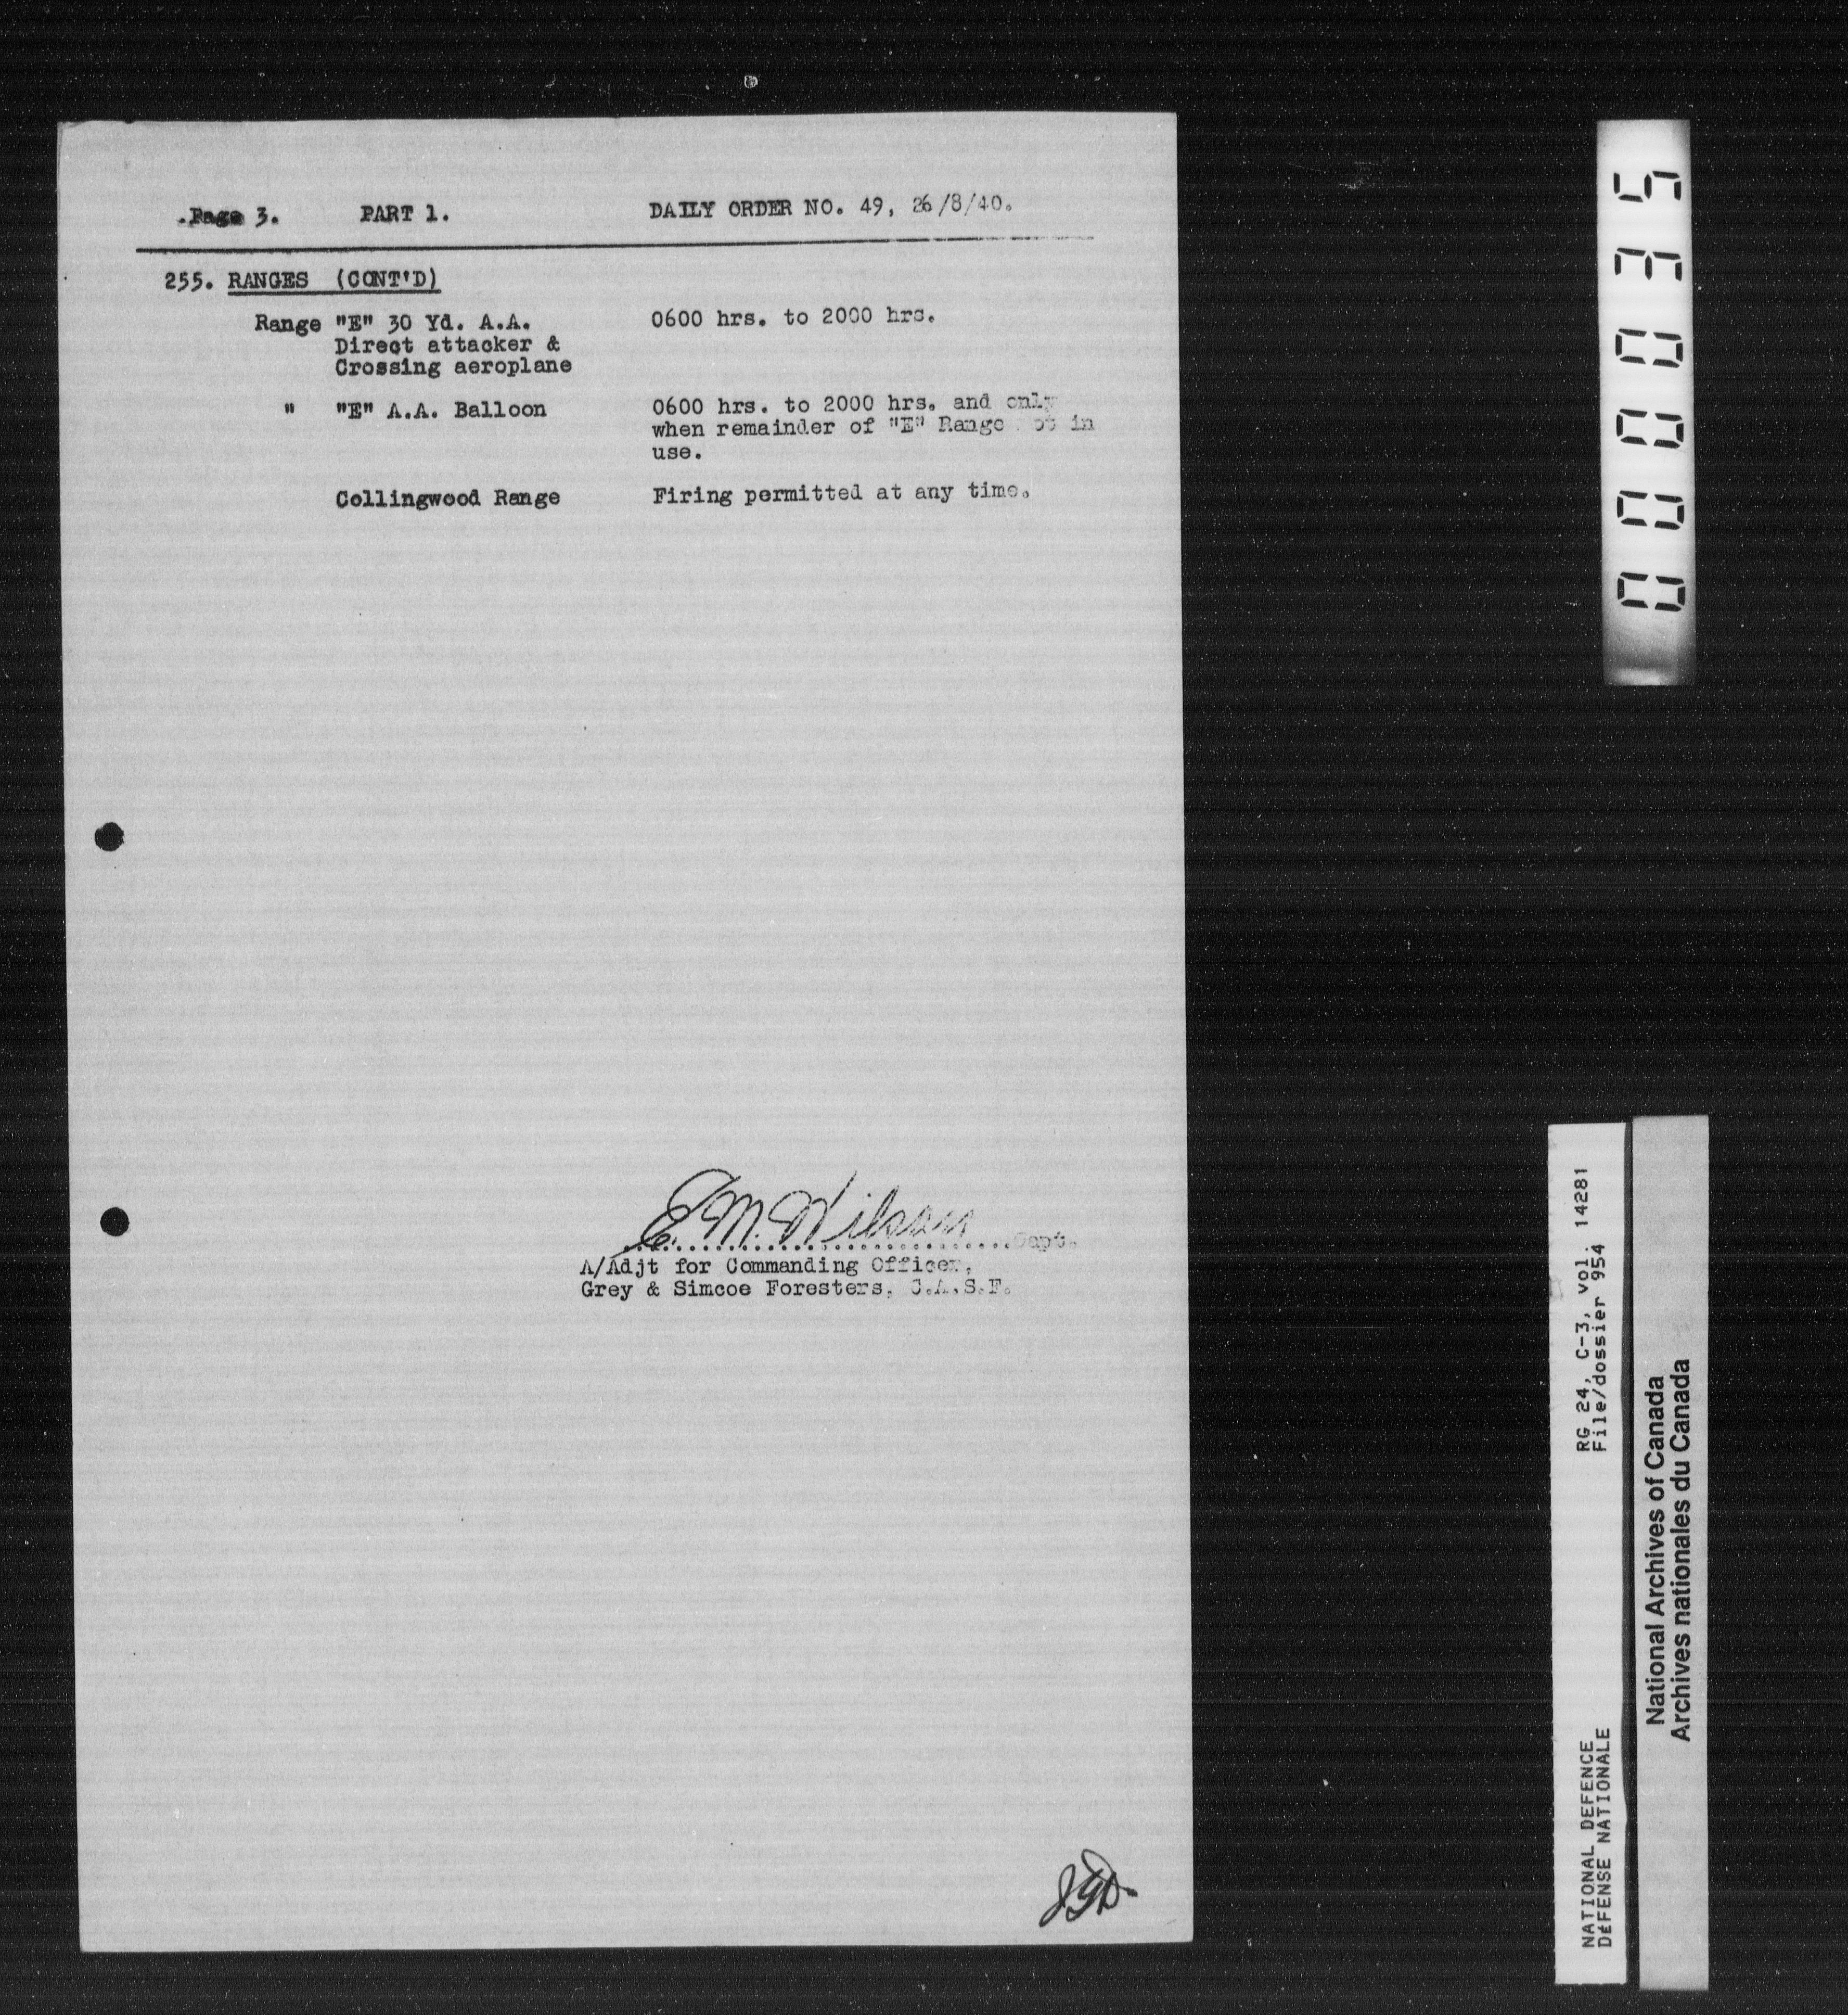 .Page 3. PART 1. DAILY ORDER NO. 49, 26/8/40.
255. RANGES (CONT'D)
Range "E" 30 Yd. A.A. 0600 hrs. to 2000 hrs.
Direct attacker &
Crossing aeroplane
" "E" A.A. Balloon 0600 hrs. to 2000 hrs. and only
when remainder of "E" Range ot in
use.
Collingwood Range Firing permitted at any time.
E.M. Wilson
..............................Capt.
A/Adjt for Commanding Officer,
Grey & Simcoe Foresters, C.A.S.F.
000035
RG 24, C-3, vol. 14281
File/dossier 954
NATIONAL DEFENCE
DÉFENSE NATIONALE
National Archives of Canada
Archives nationales du Canada